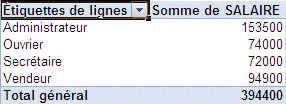 Étiquettes de lignes Somme de SALAIRE
Administrateur 153500
Ouvrier 74000
Secrétaire 72000
Vendeur 94900
Total général 394400